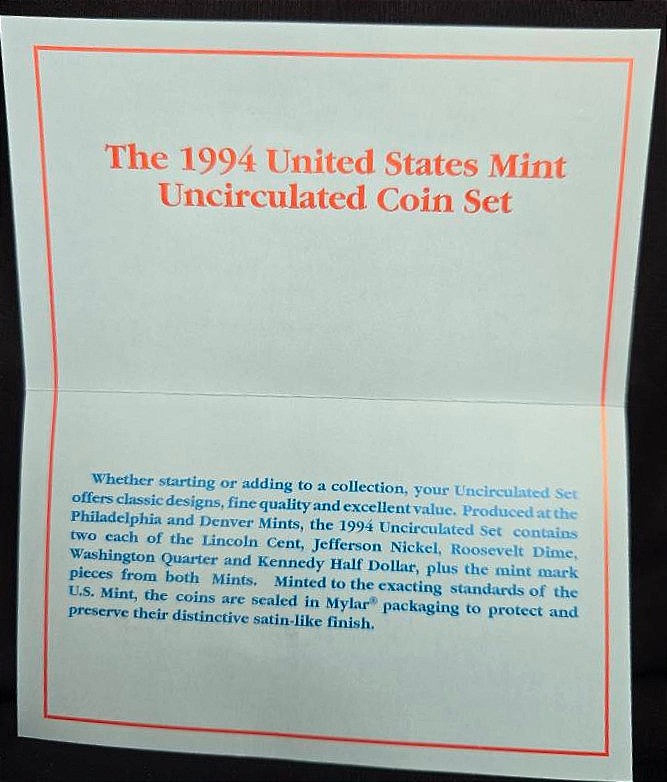 The 1994 United States Mint
Uncirculated Coin Set
Whether starting or adding to a collection, your Uncirculated Set
offers classic designs, fine quality and excellent value. Produced at the
Philadelphia and Denver Mints, the 1994 Uncirculated Set contains
two each of the Lincoln Cent, Jefferson Nickel, Roosevelt Dime,
Washington Quarter and Kennedy Half Dollar, plus the mint mark
pieces from both Mints. Minted to the exacting standards of the
U.S. Mint, the coins are sealed in Mylar® packaging to protect and
preserve their distinctive satin-like finish.